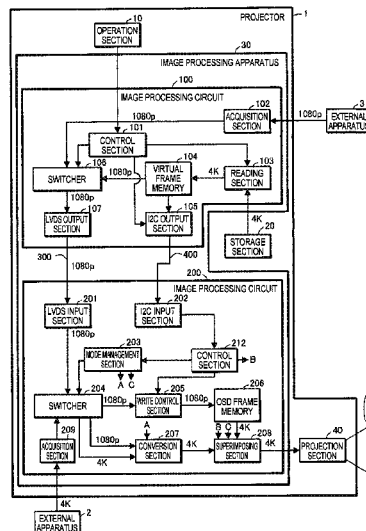 PROJECTOR 1
10
OPERATION SECTION
30
IMAGE PROCESSING APPARATUS
100
IMAGE PROCESSING CIRCUIT
102
ACQUISITION SECTION
1080p
3
EXTERNAL APPARATUS
1080p
101
CONTROL SECTION
106
SWITCHER
1080p
104
VIRTUAL FRAME MEMORY
4K
103
READING SECTION
1080p
107
LVDS OUTPUT SECTION
105
I2C OUTPUT SECTION
4K
20
STORAGE SECTION
300
1080p
400
200
IMAGE PROCESSING CIRCUIT
201
LVDS INPUT SECTION
202
I2C INPUT SECTION
1080p
203
MODE MANAGEMENT SECTION
A C
212
CONTROL SECTION
B
204
SWITCHER
1080p
205
WRITE CONTROL SECTION
1080p
206
OSD FRAME MEMORY
209
ACQUISITION SECTION
1080p
4K
A
207
CONVERSION SECTION
4K
B C 4K
208
SUPERIMPOSING SECTION
4K
40
PROJECTION SECTION
4K
EXTERNAL APPARATUS
2